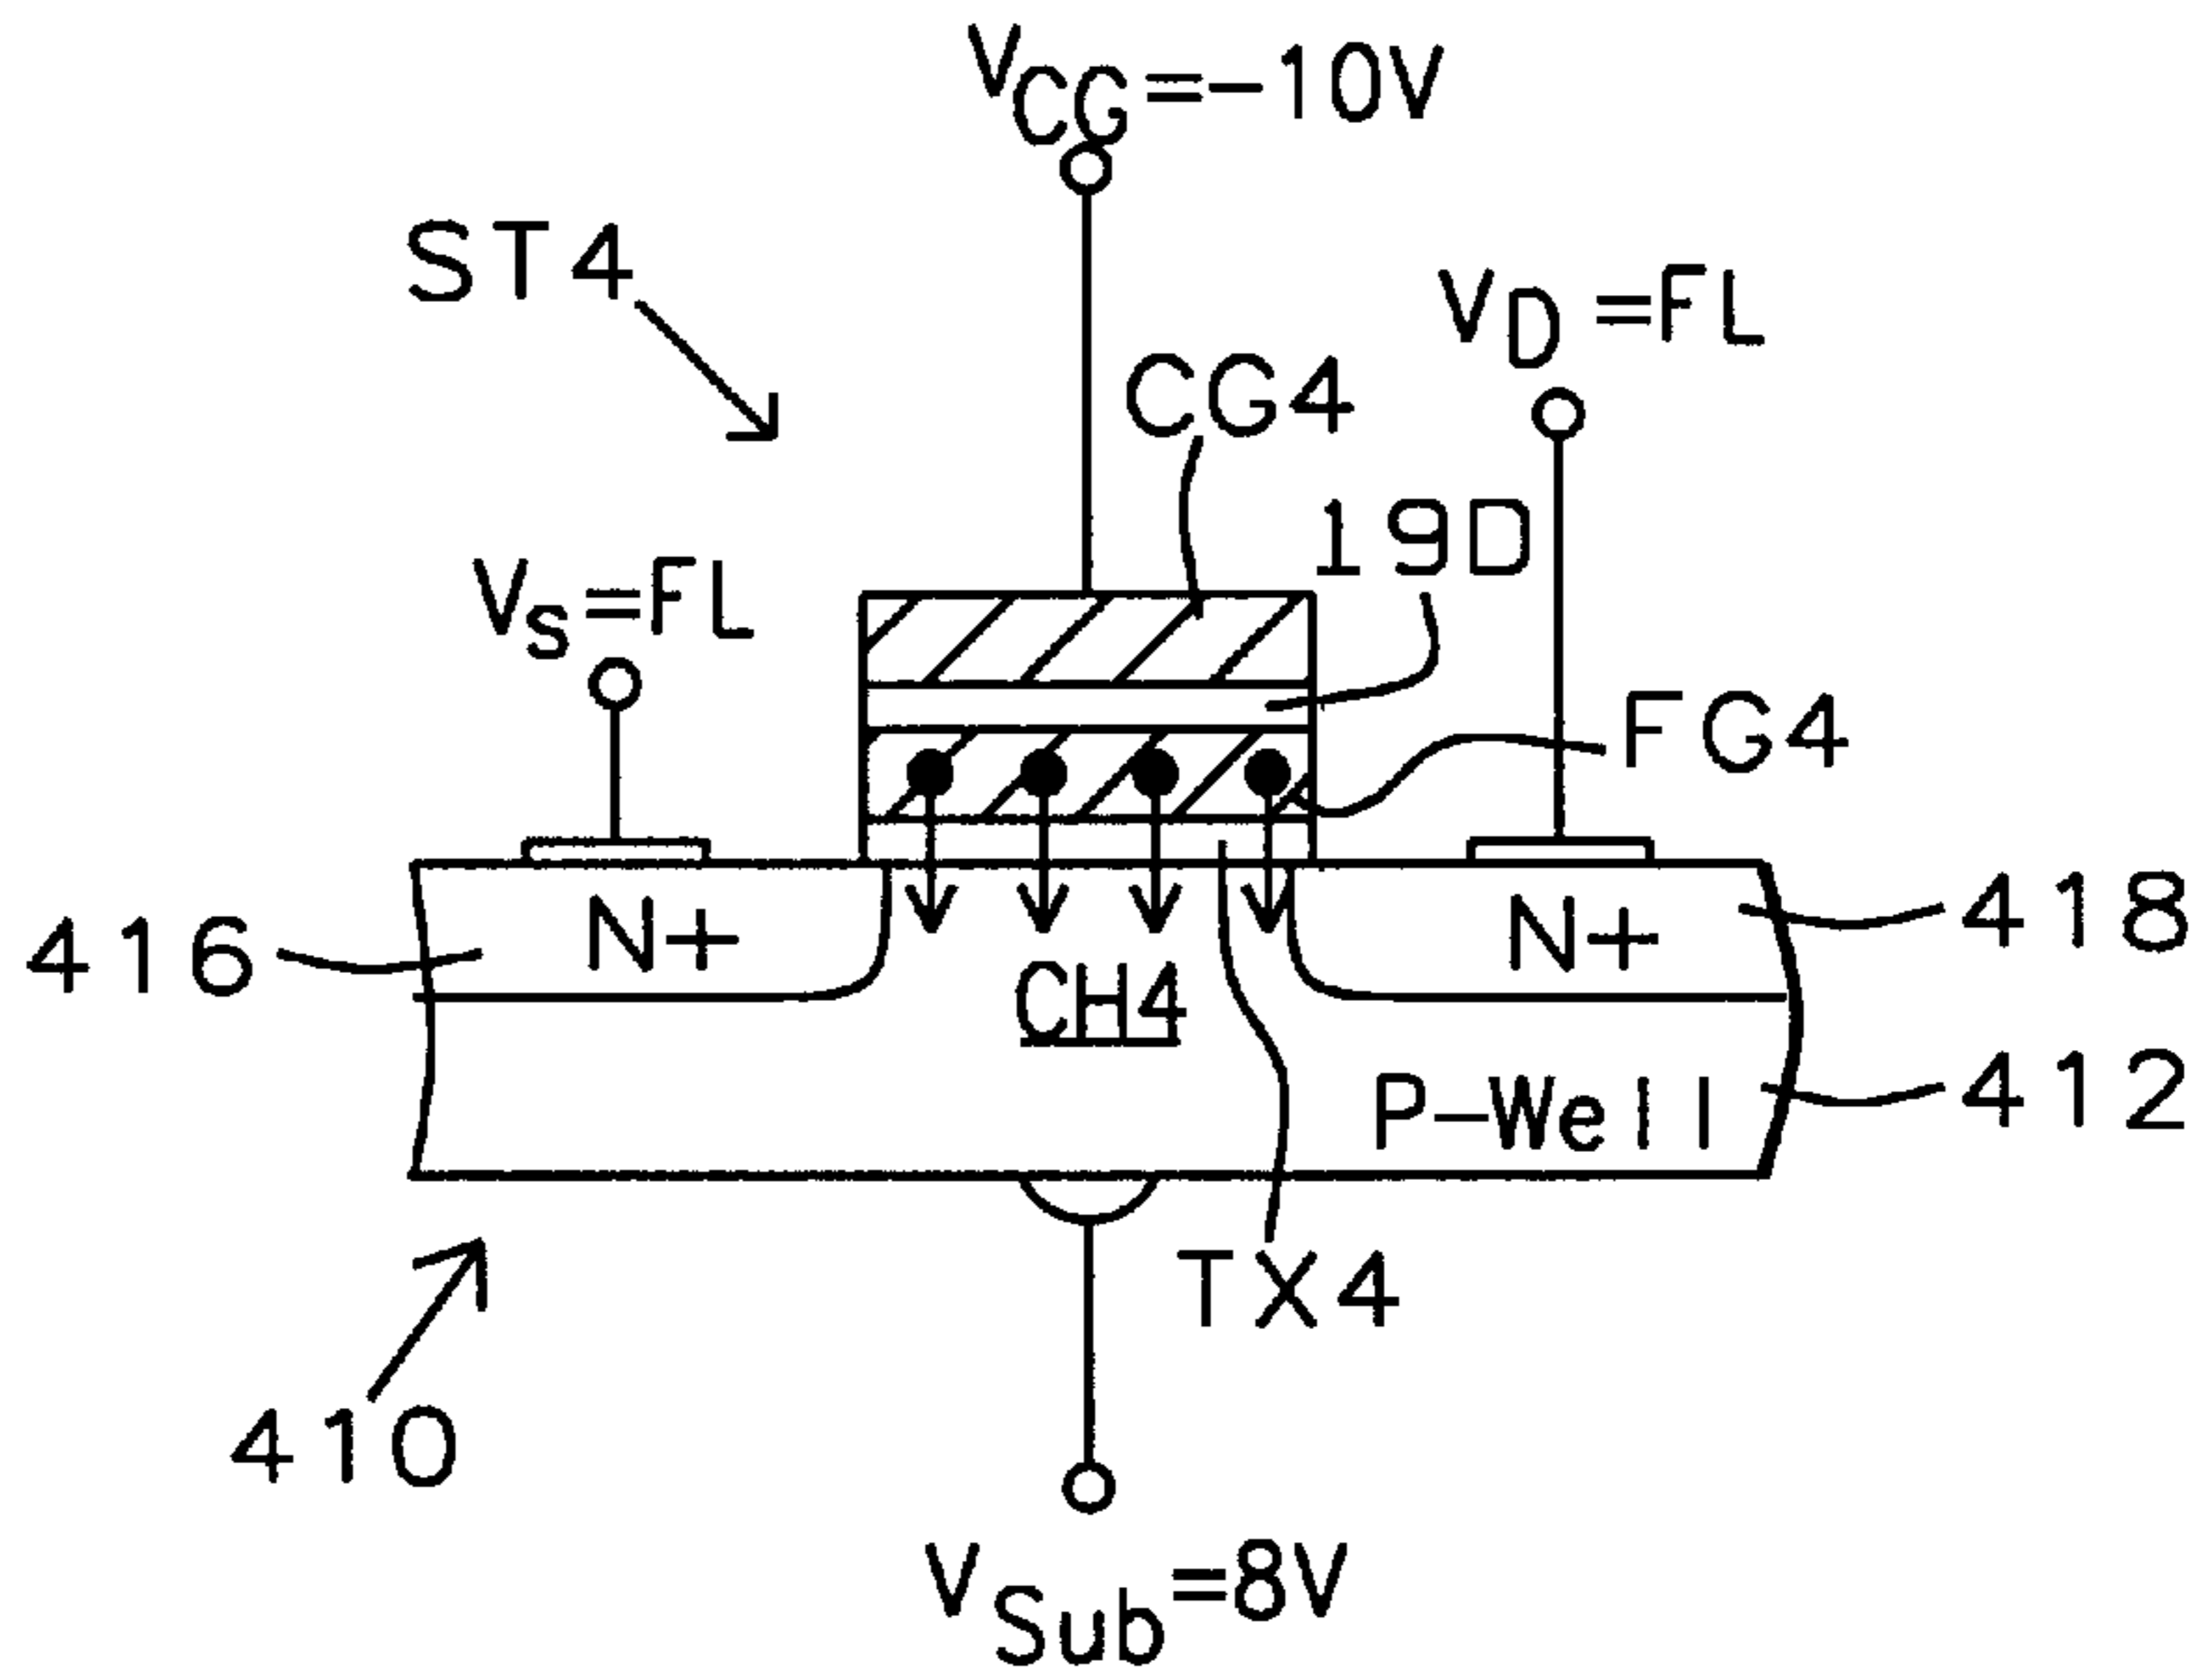 VCG=-10V
ST4
VD=FL
CG4
19D
VS=FL
FG4
416
N+
N+
418
CH4
P-Well
412
TX4
410
VSub=8V